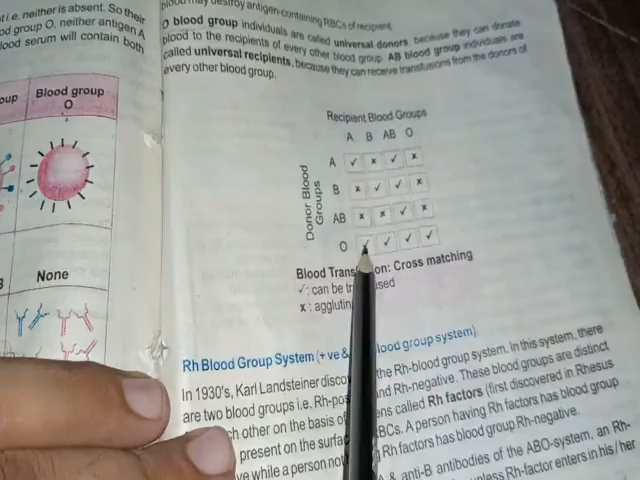 t i.e. neither is absent. So their
od group O, neither antigen A
lood serum will contain both
oup
Blood group
O
None
blood may destroy antigen-containing RBCs of recipient.
O blood group individuals are called universal donors, because they can donate
blood to the recipients of every other blood group. AB blood group individuals are
called universal recipients, because they can receive transfusions from the donors of
every other blood group.
Recipient Blood Groups
A B AB O
Donor Blood
Groups
A ✓ x ✓ x
B x ✓ ✓ x
AB x x ✓ x
O ✓ ✓ ✓ ✓
Blood Trans on: Cross matching
✓: can be tr used
x : agglutin
Rh Blood Group System (+ ve & lood group system)
In 1930's, Karl Landsteiner disco the Rh-blood group system. In this system, there
are two blood groups i.e. Rh-pos nd Rh-negative. These blood groups are distinct
ch other on the basis of ens called Rh factors (first discovered in Rhesus
present on the surfac RBCs. A person having Rh factors has blood group
ve while a person not Rh factors has blood group Rh-negative.
& anti-B antibodies of the ABO-system, an Rh-
unless Rh-factor enters in his / her